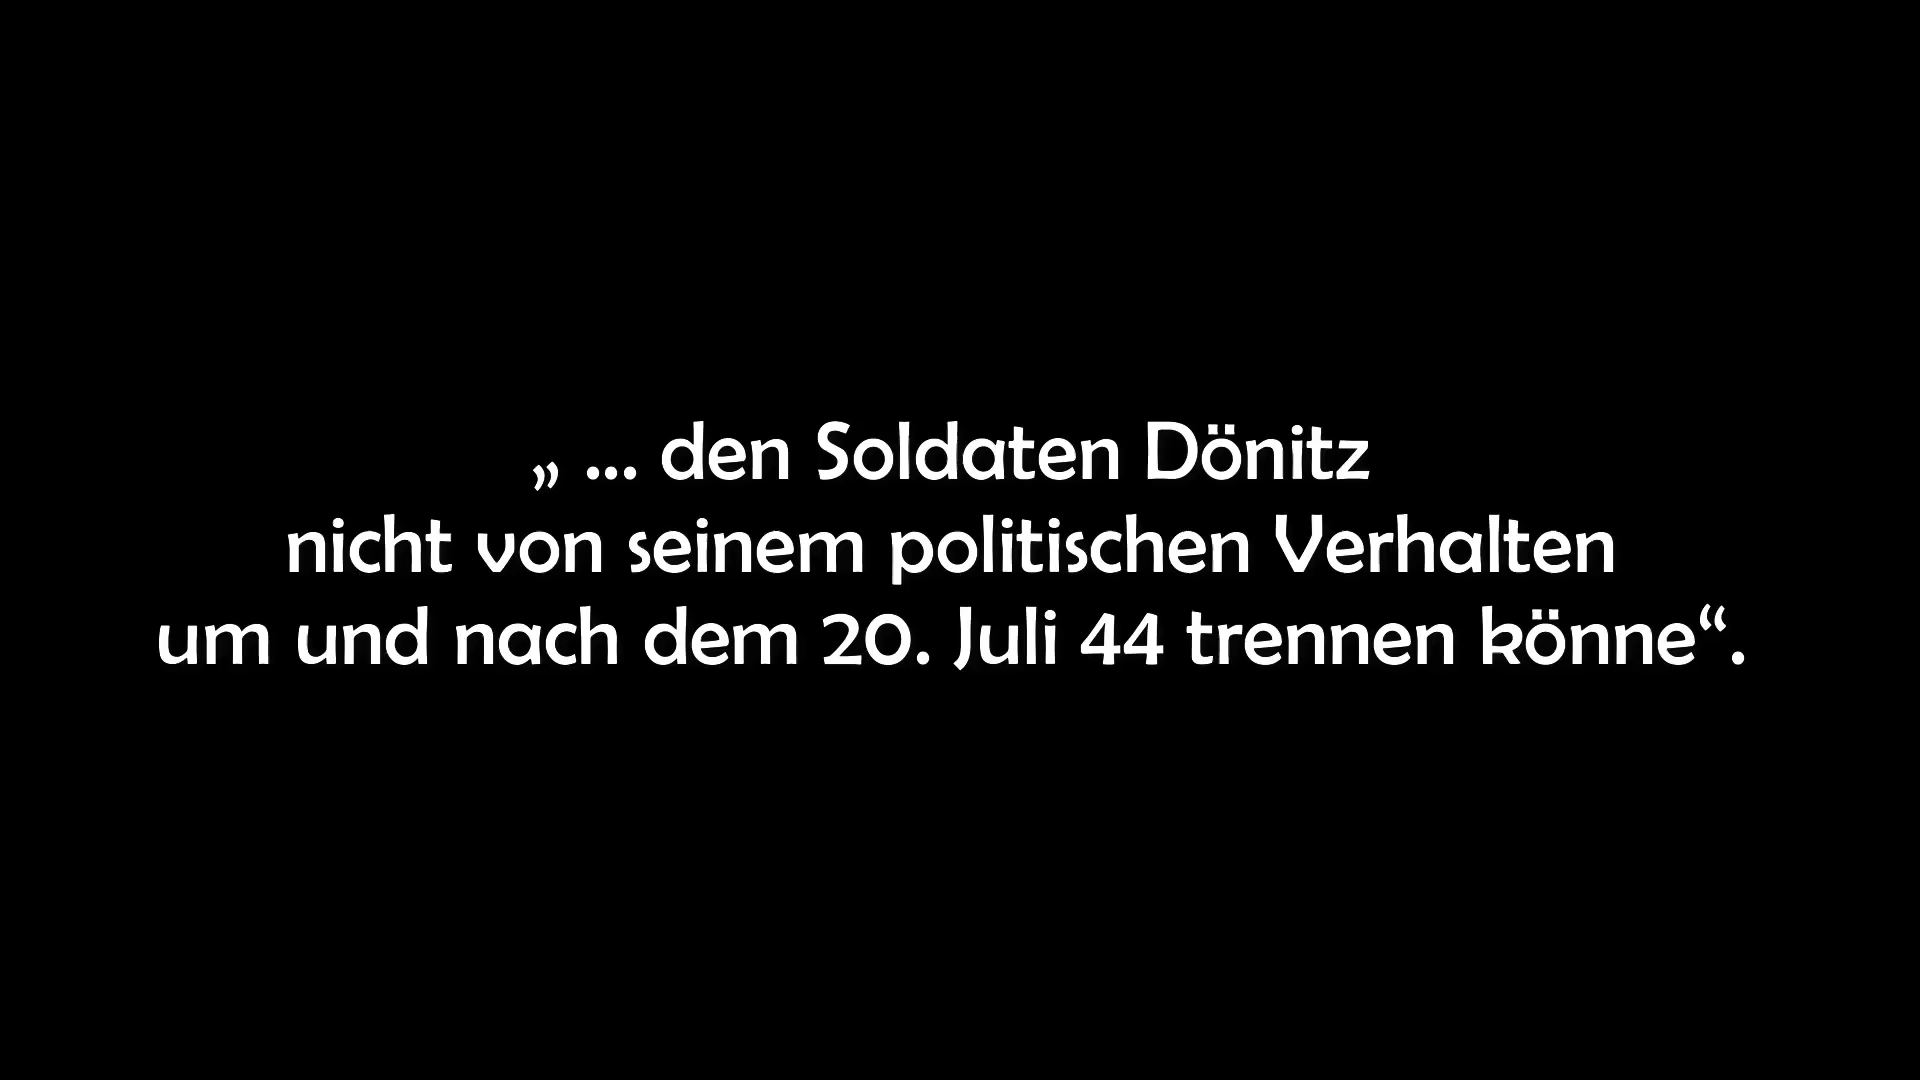 „ ... den Soldaten Dönitz
nicht von seinem politischen Verhalten
um und nach dem 20. Juli 44 trennen könne“.